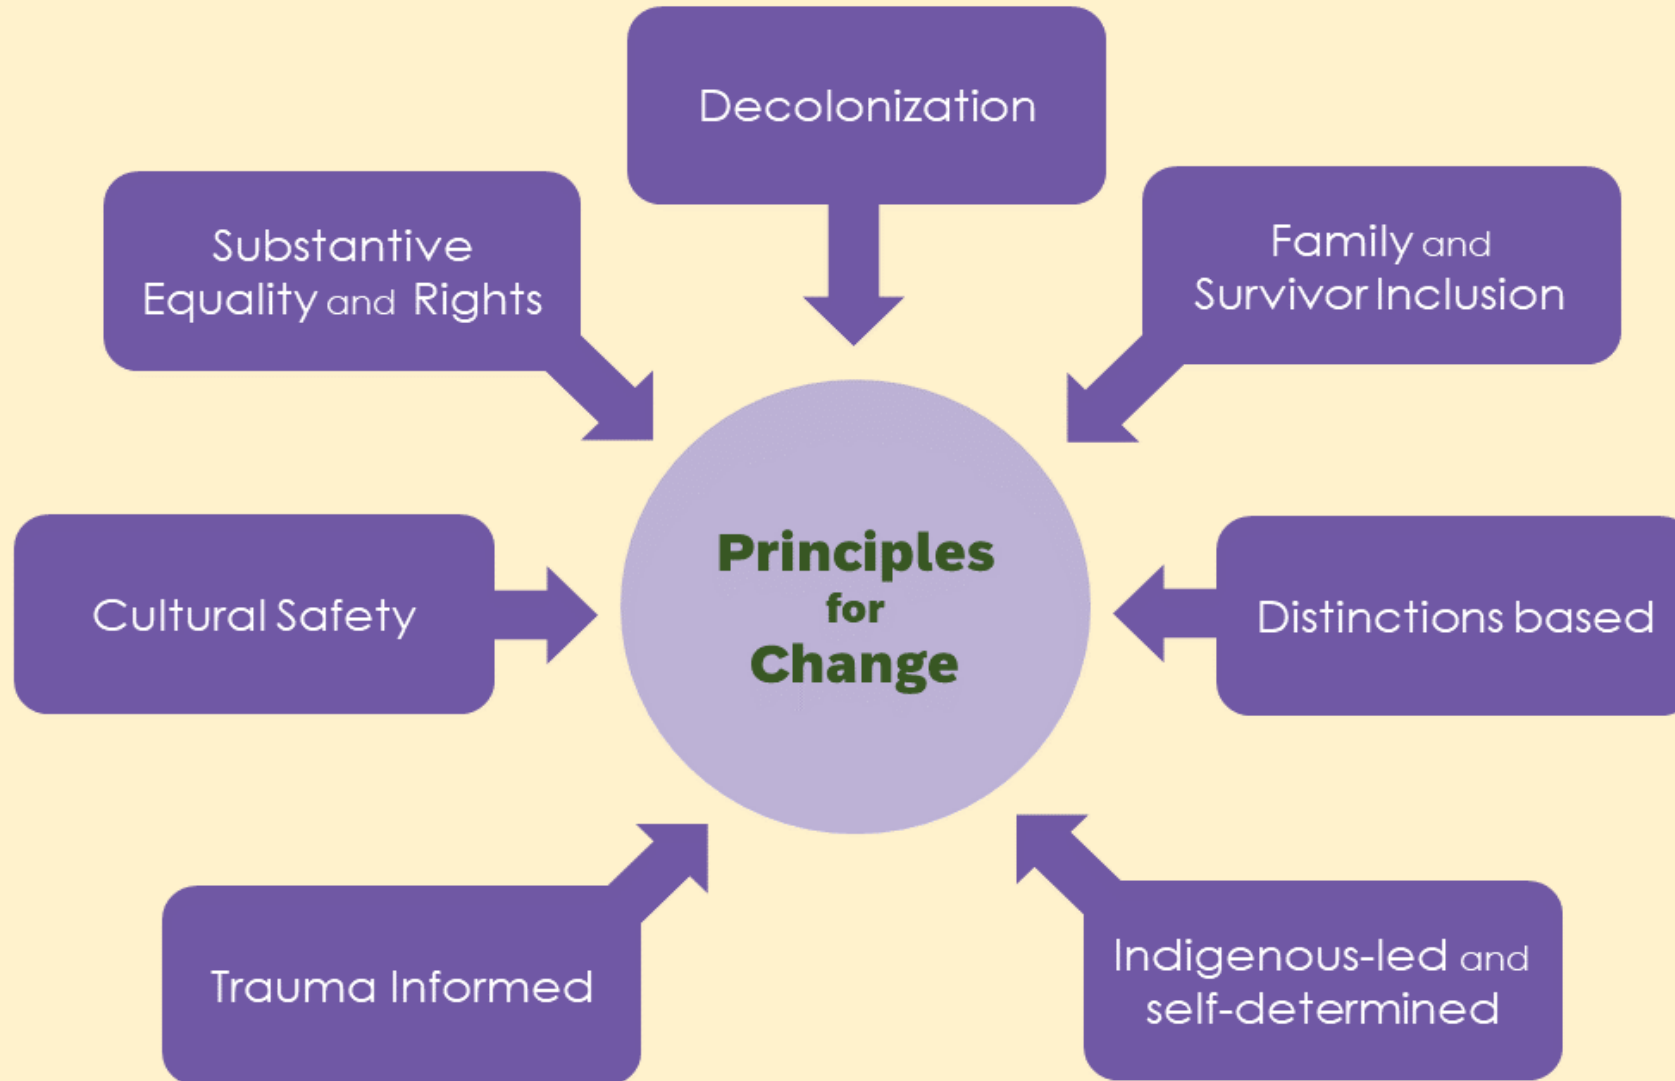 Decolonization
Substantive
Equality and Rights
Family and
Survivor Inclusion
Principles
for
Change
Cultural Safety
Distinctions based
Trauma Informed
Indigenous-led and
self-determined